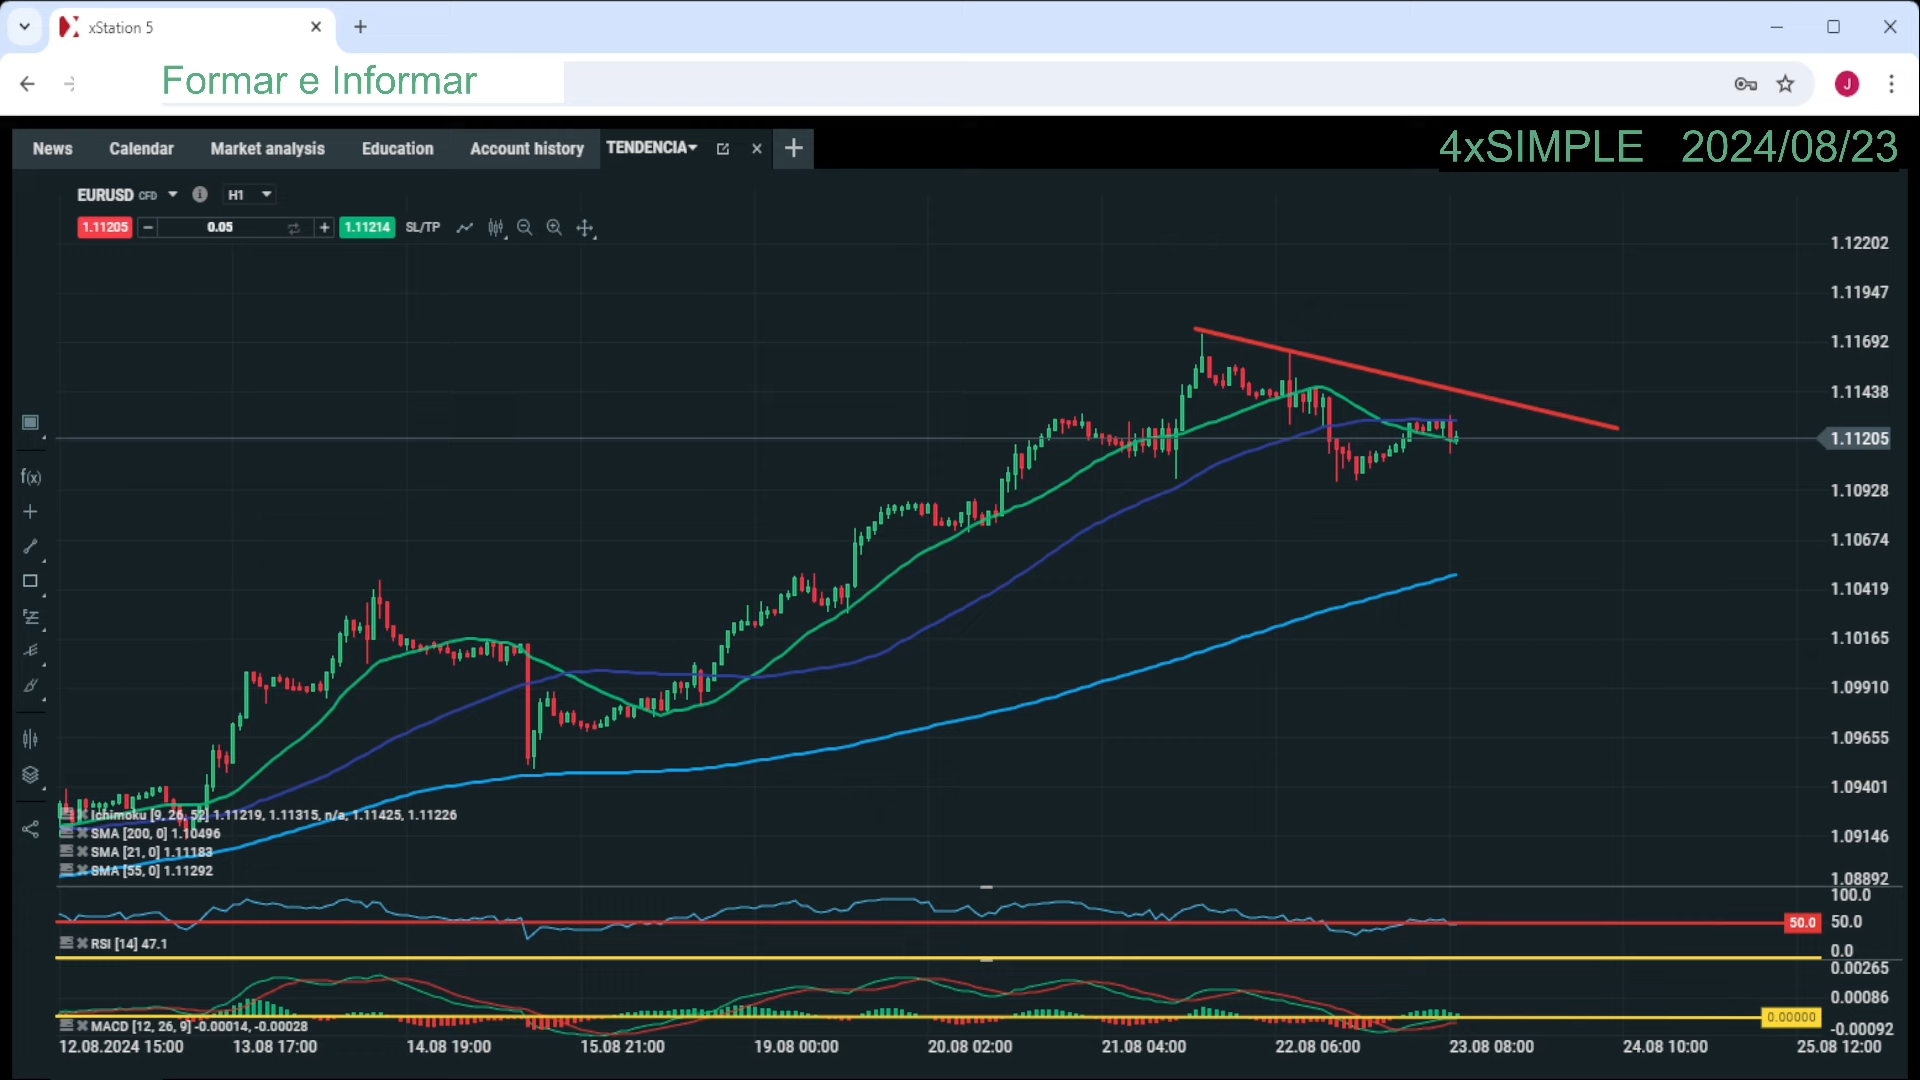 xStation 5
Formar e Informar
J
News Calendar Market analysis Education Account history TENDENCIA
4xSIMPLE 2024/08/23
EURUSD CFD H1
1.11205 0.05 1.11214 SL/TP
1.12202
1.11947
1.11692
1.11438
1.11205
1.10928
1.10674
1.10419
1.10165
1.09910
1.09655
1.09401
1.09146
1.08892
f(x)
Ichimoku [9, 26, 52] 1.11219, 1.11315, n/a, 1.11425, 1.11226
SMA [200, 0] 1.10496
SMA [21, 0] 1.11183
SMA [55, 0] 1.11292
100.0
50.0 50.0
0.0
RSI [14] 47.1
0.00265
0.00086
0.00000
-0.00092
MACD [12, 26, 9] -0.00014, -0.00028
12.08.2024 15:00 13.08 17:00 14.08 19:00 15.08 21:00 19.08 00:00 20.08 02:00 21.08 04:00 22.08 06:00 23.08 08:00 24.08 10:00 25.08 12:00